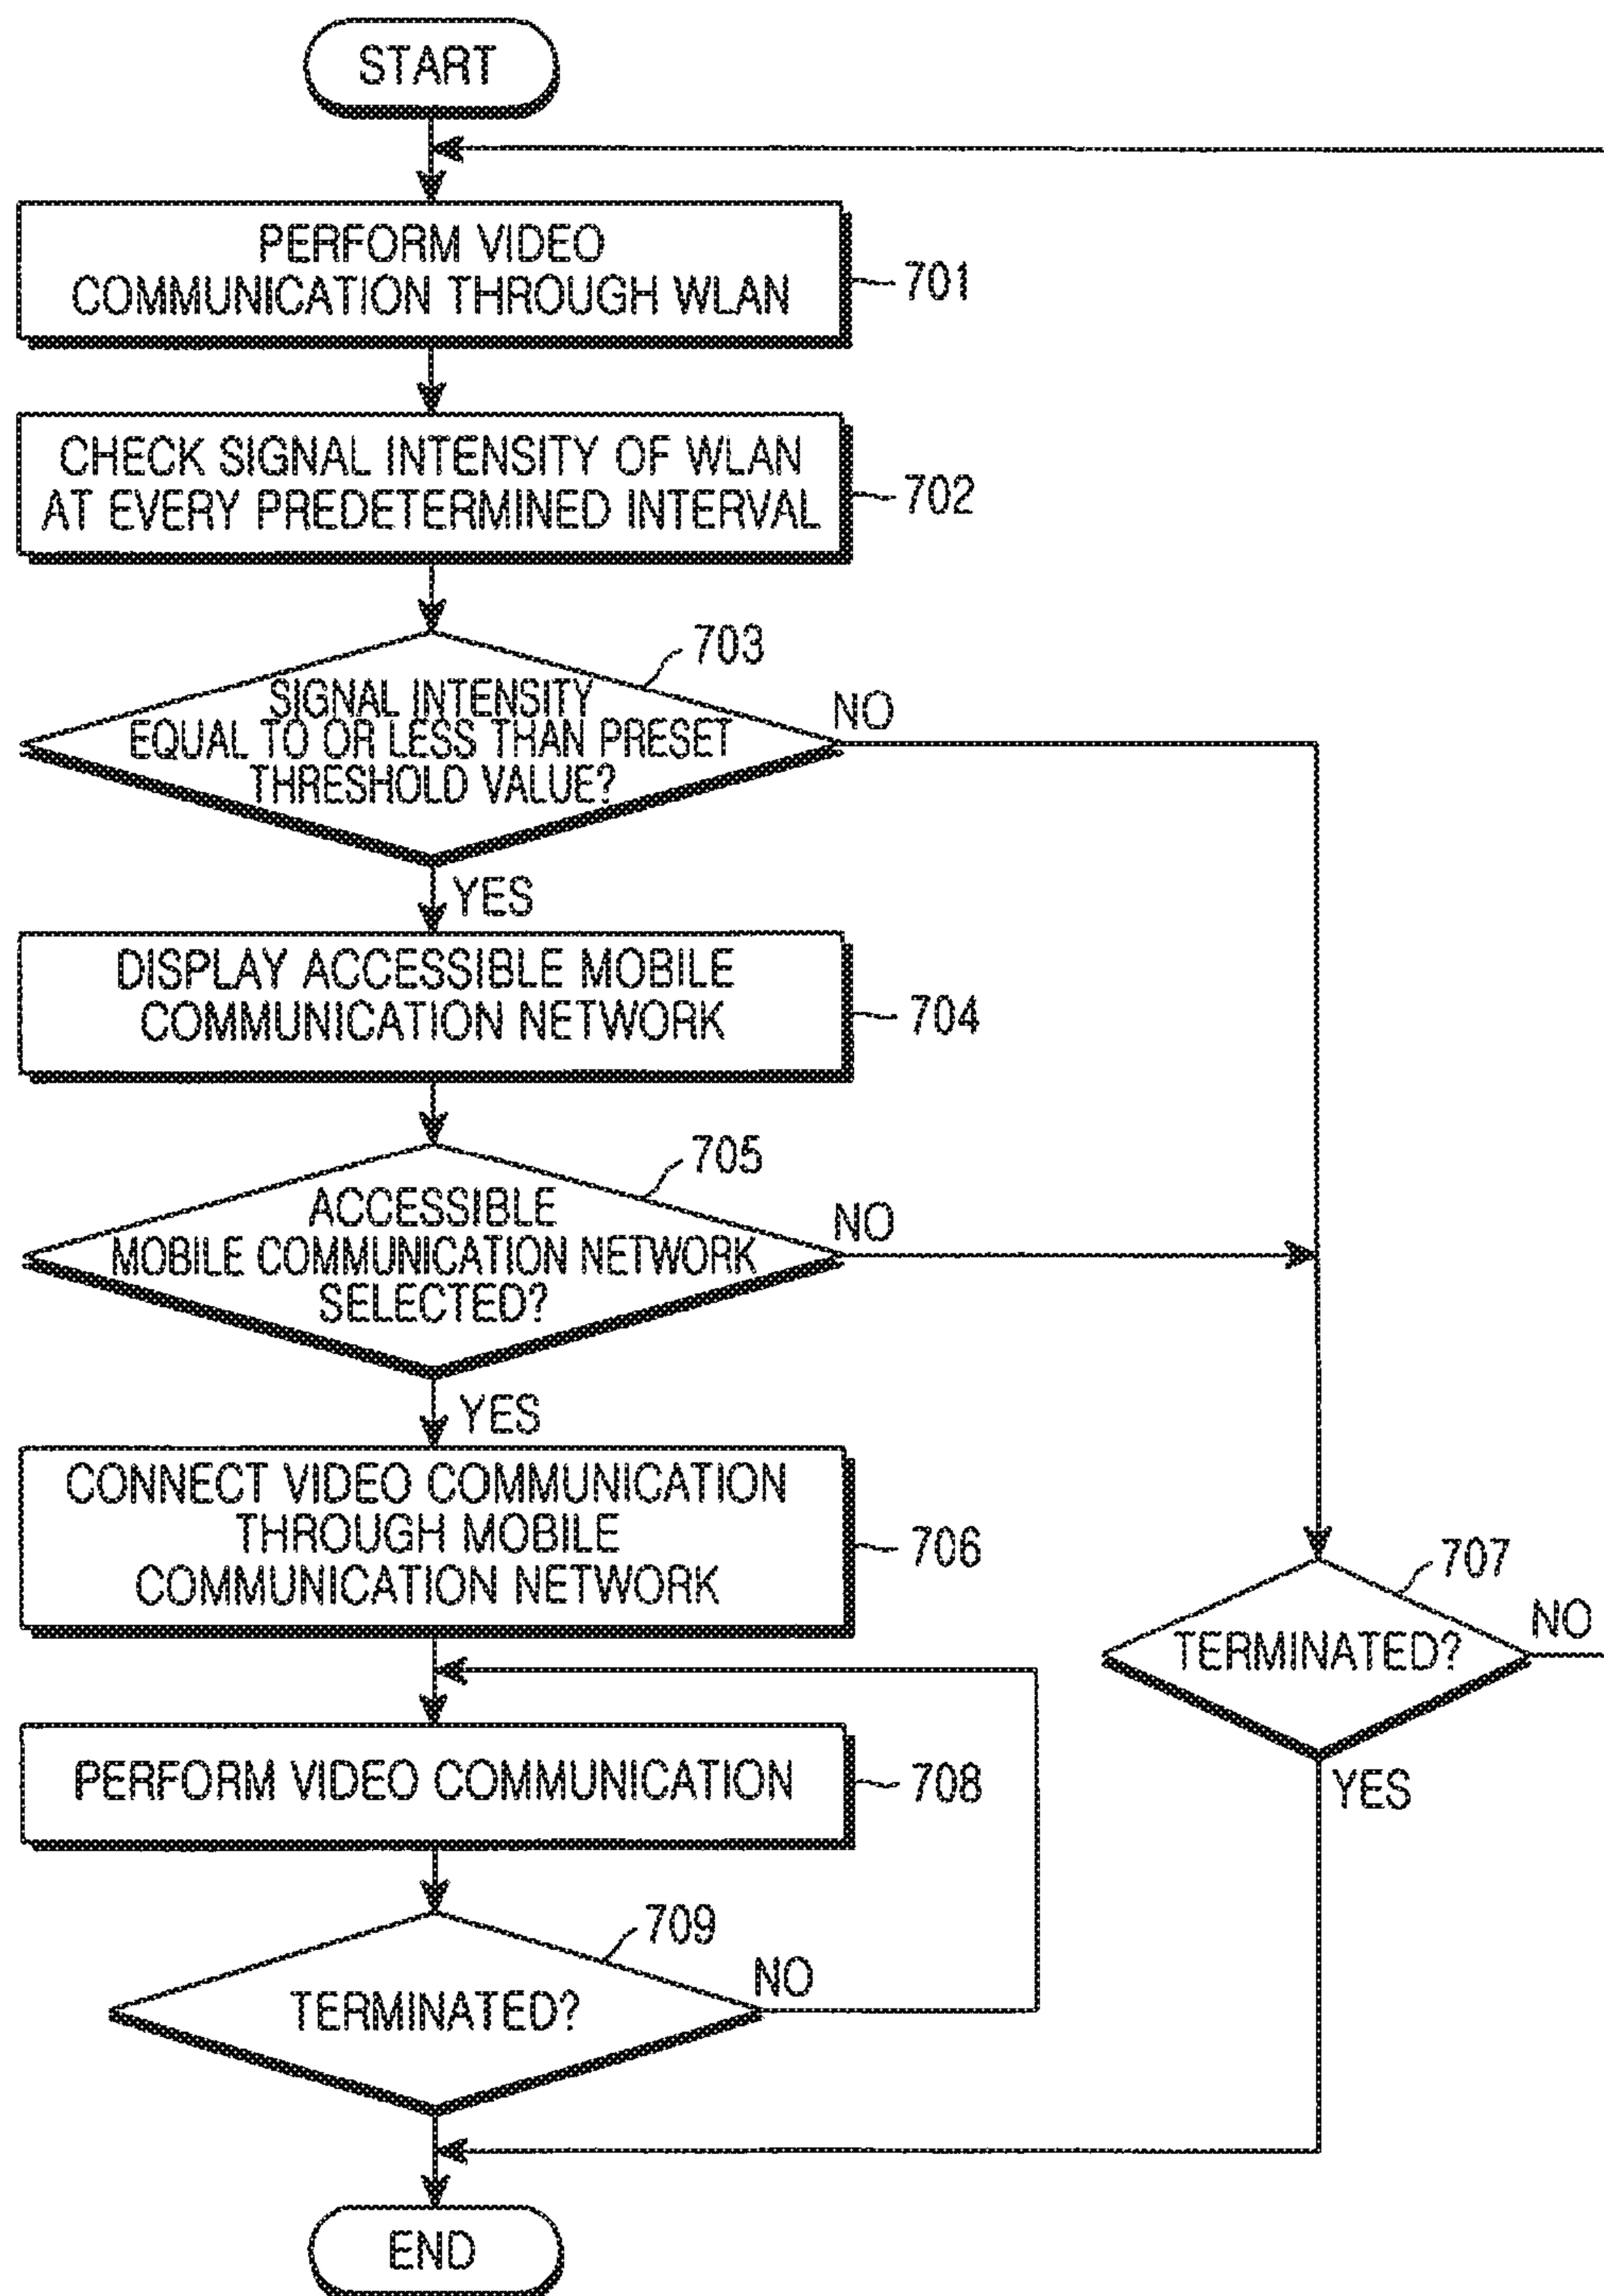 START
PERFORM VIDEO
COMMUNICATION THROUGH WLAN
701
CHECK SIGNAL INTENSITY OF WLAN
AT EVERY PREDETERMINED INTERVAL
702
703
SIGNAL INTENSITY
EQUAL TO OR LESS THAN PRESET
THRESHOLD VALUE?
NO
YES
DISPLAY ACCESSIBLE MOBILE
COMMUNICATION NETWORK
704
705
ACCESSIBLE
MOBILE COMMUNICATION NETWORK
SELECTED?
NO
YES
CONNECT VIDEO COMMUNICATION
THROUGH MOBILE
COMMUNICATION NETWORK
706
707
TERMINATED?
NO
YES
PERFORM VIDEO COMMUNICATION
708
709
TERMINATED?
NO
END